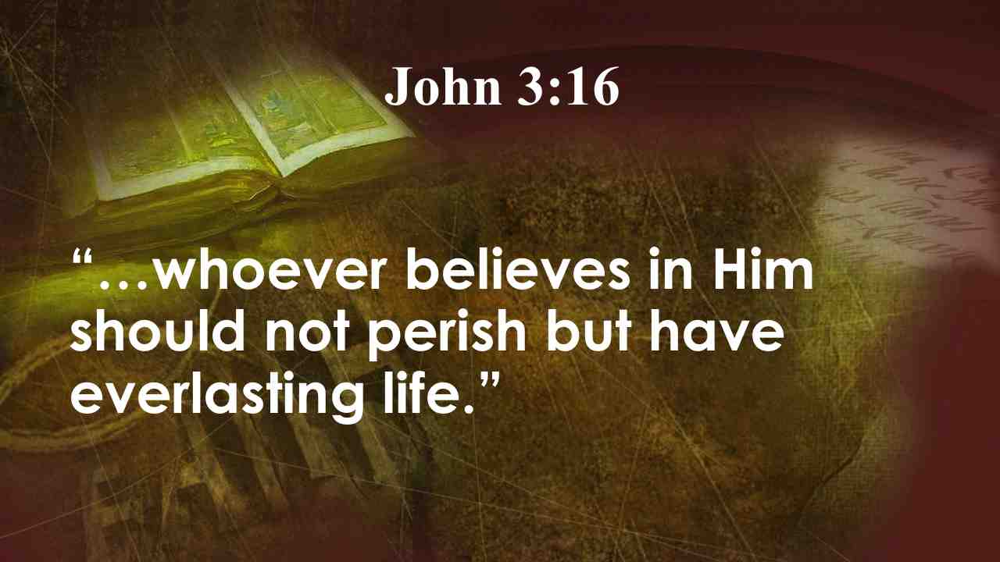 John 3:16
“…whoever believes in Him
should not perish but have
everlasting life.”